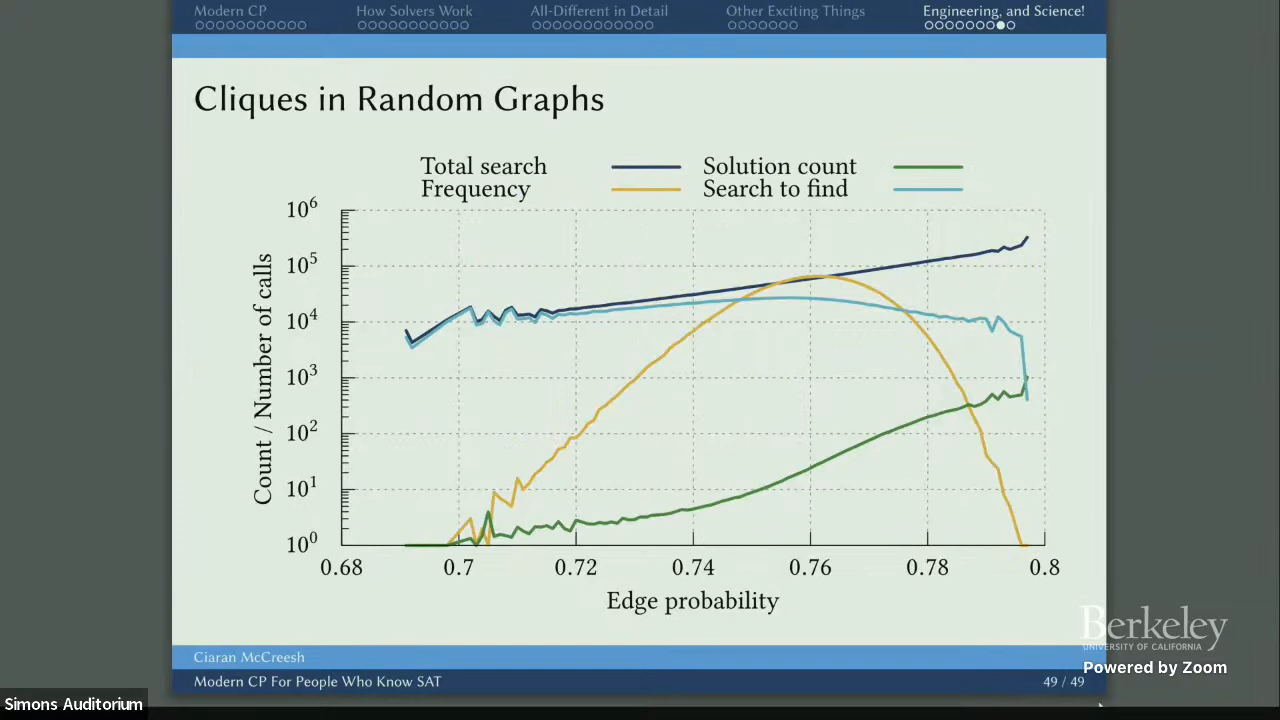 Modern CP How Solvers Work All-Different in Detail Other Exciting Things Engineering, and Science!
Cliques in Random Graphs
Total search Solution count
Frequency Search to find
10^6
10^5
10^4
10^3
10^2
10^1
10^0
Count / Number of calls
0.68 0.7 0.72 0.74 0.76 0.78 0.8
Edge probability
Berkeley
UNIVERSITY OF CALIFORNIA
Ciaran McCreesh
Powered by Zoom
Modern CP For People Who Know SAT 49 / 49
Simons Auditorium